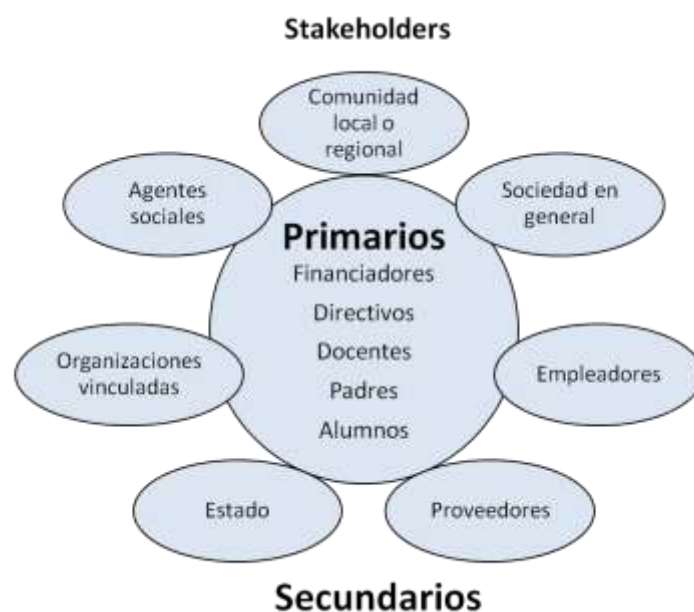 Stakeholders
Comunidad
local o
regional
Agentes
sociales
Sociedad en
general
Primarios
Financiadores
Directivos
Docentes
Padres
Alumnos
Organizaciones
vinculadas
Empleadores
Estado
Proveedores
Secundarios